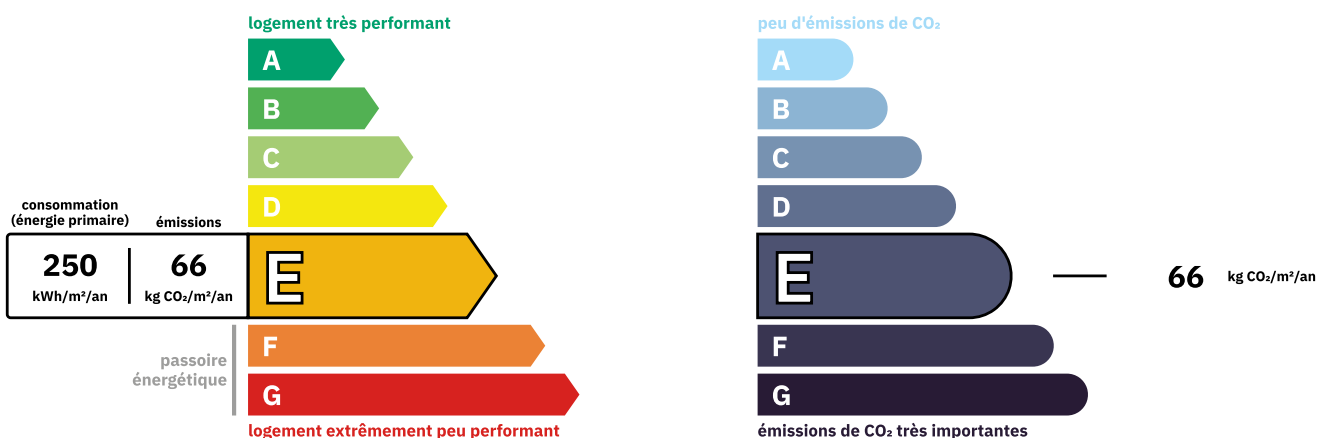 logement très performant
A
B
C
D
consommation
(énergie primaire)
émissions
250
kWh/m²/an
66
kg CO₂/m²/an
E
passoire
énergétique
F
G
logement extrêmement peu performant
peu d'émissions de CO₂
A
B
C
D
E
66 kg CO₂/m²/an
F
G
émissions de CO₂ très importantes